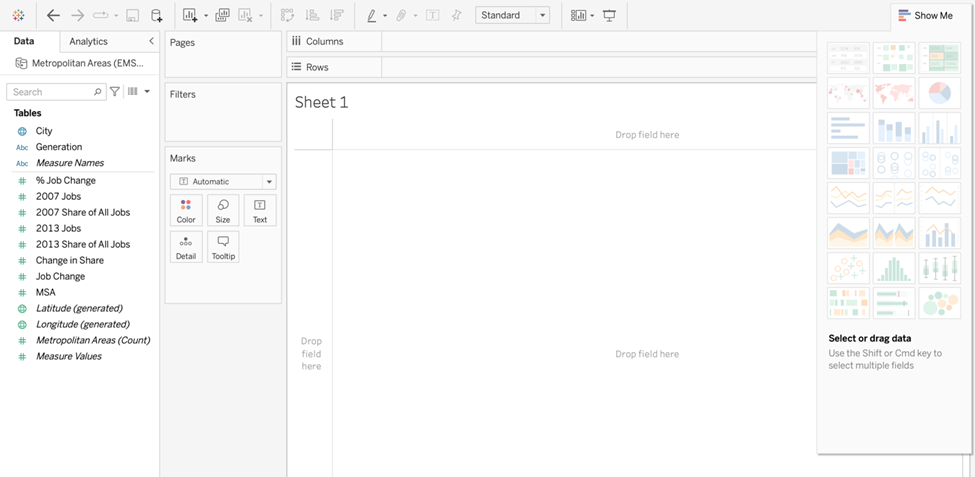 Standard
Show Me
Data
Analytics
Metropolitan Areas (EMS...
Search
Tables
City
Abc Generation
Abc Measure Names
# % Job Change
# 2007 Jobs
# 2007 Share of All Jobs
# 2013 Jobs
# 2013 Share of All Jobs
# Change in Share
# Job Change
# MSA
Latitude (generated)
Longitude (generated)
# Metropolitan Areas (Count)
# Measure Values
Pages
Filters
Marks
T Automatic
Color
Size
Text
Detail
Tooltip
Columns
Rows
Sheet 1
Drop field here
Drop
field
here
Drop field here
Select or drag data
Use the Shift or Cmd key to
select multiple fields